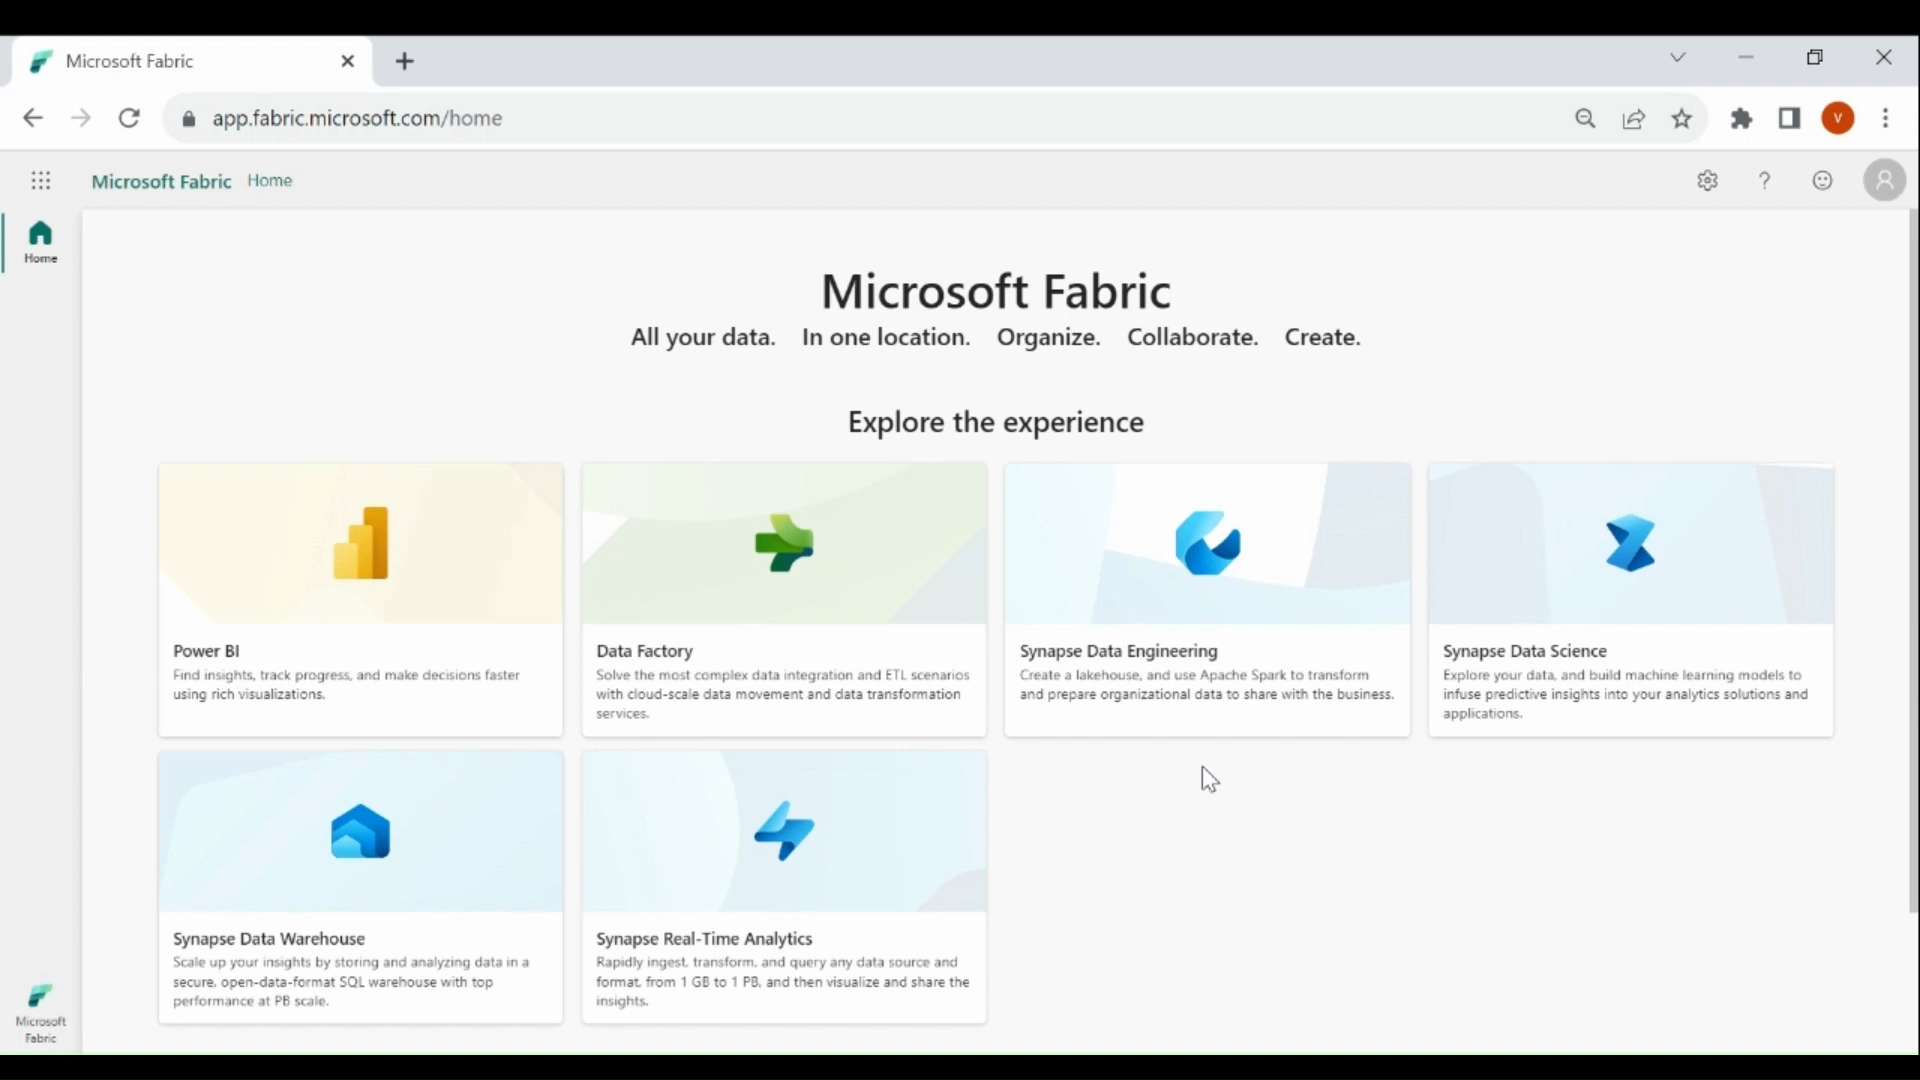 Microsoft Fabric
app.fabric.microsoft.com/home
V
Microsoft Fabric Home
Home
Microsoft Fabric
All your data. In one location. Organize. Collaborate. Create.
Explore the experience
Power BI
Find insights, track progress, and make decisions faster
using rich visualizations.
Data Factory
Solve the most complex data integration and ETL scenarios
with cloud-scale data movement and data transformation
services.
Synapse Data Engineering
Create a lakehouse, and use Apache Spark to transform
and prepare organizational data to share with the business.
Synapse Data Science
Explore your data, and build machine learning models to
infuse predictive insights into your analytics solutions and
applications.
Synapse Data Warehouse
Scale up your insights by storing and analyzing data in a
secure, open-data-format SQL warehouse with top
performance at PB scale.
Synapse Real-Time Analytics
Rapidly ingest, transform, and query any data source and
format, from 1 GB to 1 PB, and then visualize and share the
insights.
Microsoft
Fabric